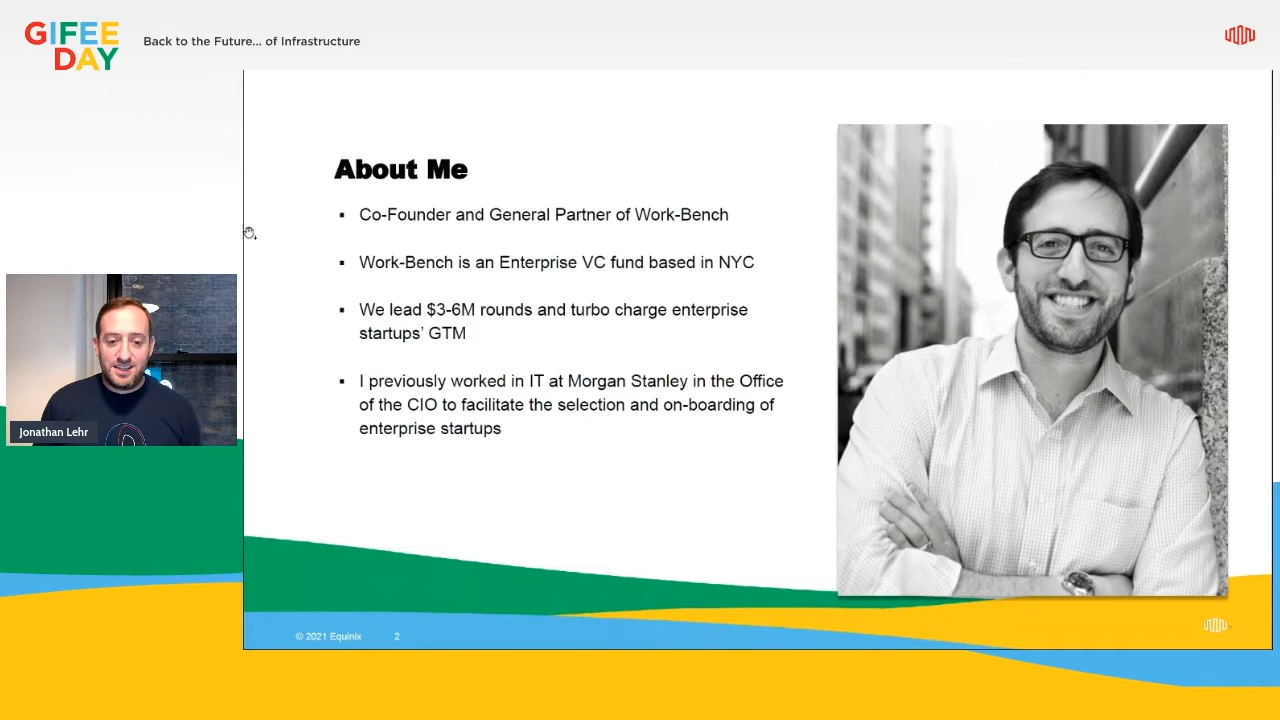 GIFEE
DAY
Back to the Future... of Infrastructure
About Me
▪ Co-Founder and General Partner of Work-Bench
▪ Work-Bench is an Enterprise VC fund based in NYC
▪ We lead $3-6M rounds and turbo charge enterprise
startups' GTM
▪ I previously worked in IT at Morgan Stanley in the Office
of the CIO to facilitate the selection and on-boarding of
enterprise startups
Jonathan Lehr
© 2021 Equinix 2